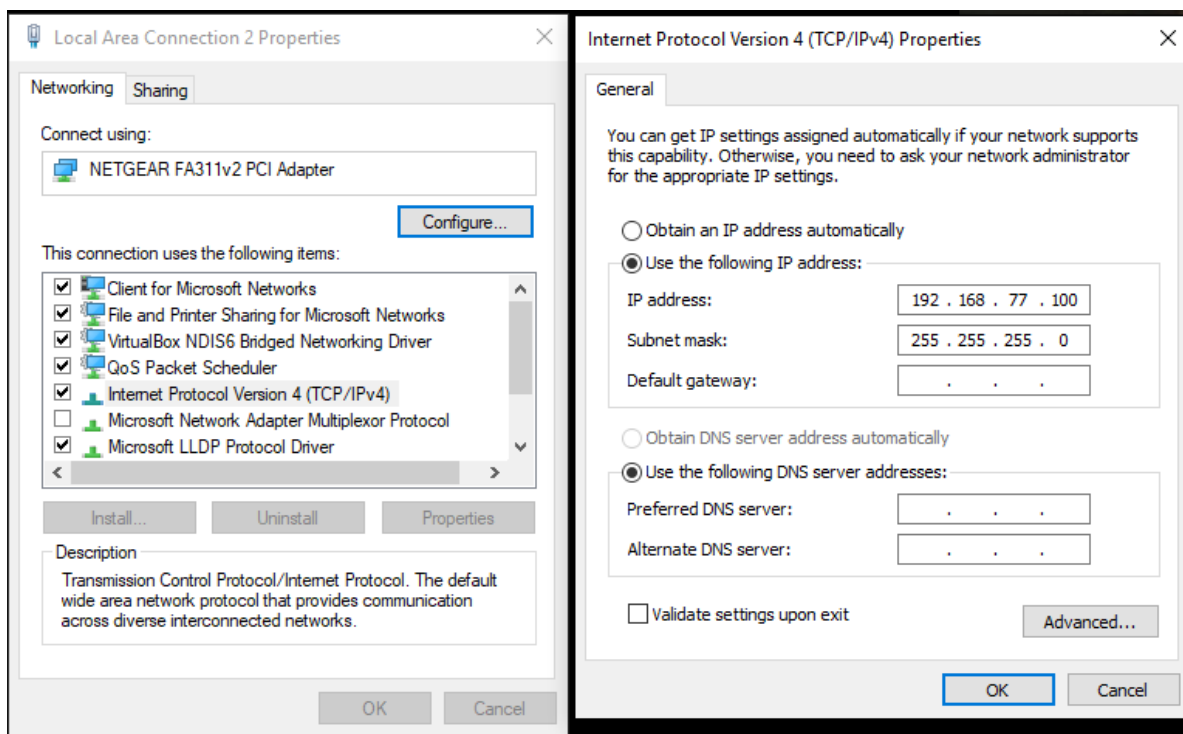 Local Area Connection 2 Properties
Networking
Sharing
Connect using:
NETGEAR FA311v2 PCI Adapter
Configure...
This connection uses the following items:
Client for Microsoft Networks
File and Printer Sharing for Microsoft Networks
VirtualBox NDIS6 Bridged Networking Driver
QoS Packet Scheduler
Internet Protocol Version 4 (TCP/IPv4)
Microsoft Network Adapter Multiplexor Protocol
Microsoft LLDP Protocol Driver
Install...
Uninstall
Properties
Description
Transmission Control Protocol/Internet Protocol. The default
wide area network protocol that provides communication
across diverse interconnected networks.
OK
Cancel
Internet Protocol Version 4 (TCP/IPv4) Properties
General
You can get IP settings assigned automatically if your network supports
this capability. Otherwise, you need to ask your network administrator
for the appropriate IP settings.
Obtain an IP address automatically
Use the following IP address:
IP address: 192 . 168 . 77 . 100
Subnet mask: 255 . 255 . 255 . 0
Default gateway: . . .
Obtain DNS server address automatically
Use the following DNS server addresses:
Preferred DNS server: . . .
Alternate DNS server: . . .
Validate settings upon exit
Advanced...
OK
Cancel